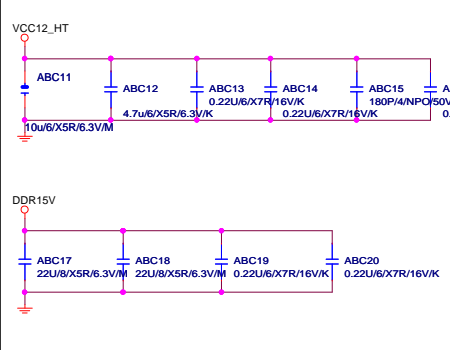 VCC12_HT
ABC11
ABC12
ABC13
ABC14
ABC15
A
0.22U/6/X7R/16V/K
180P/4/NPO/50V
4.7u/6/X5R/6.3V/K
0.22U/6/X7R/16V/K
0.
10u/6/X5R/6.3V/M
DDR15V
ABC17
ABC18
ABC19
ABC20
22U/8/X5R/6.3V/M
22U/8/X5R/6.3V/M
0.22U/6/X7R/16V/K
0.22U/6/X7R/16V/K